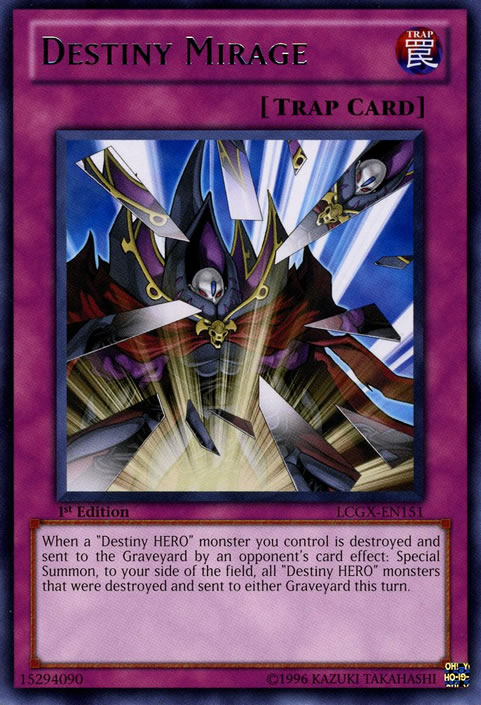 Destiny Mirage
TRAP
罠
[Trap Card]
1st Edition
LCGX-EN151
When a "Destiny HERO" monster you control is destroyed and
sent to the Graveyard by an opponent's card effect: Special
Summon, to your side of the field, all "Destiny HERO" monsters
that were destroyed and sent to either Graveyard this turn.
15294090
©1996 KAZUKI TAKAHASHI